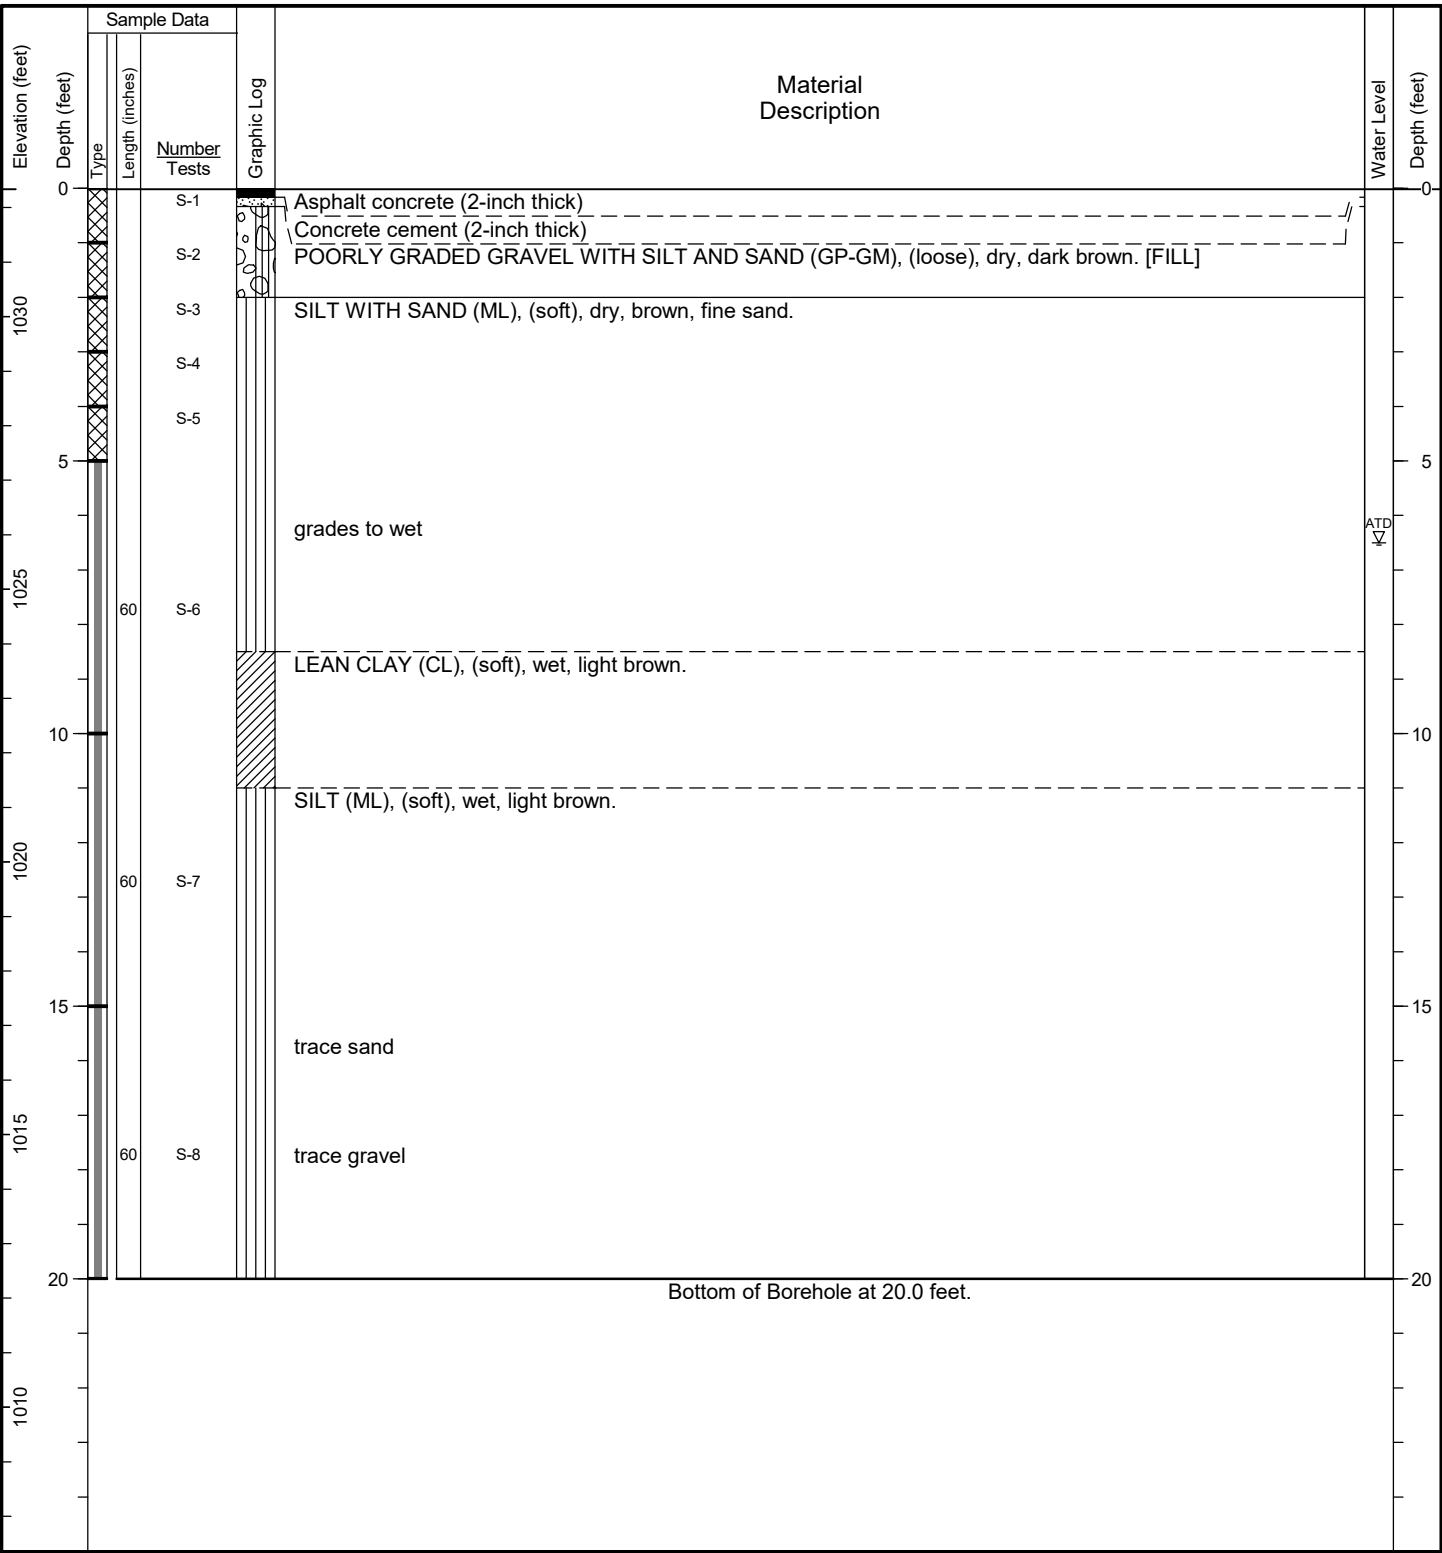 Sample Data
Elevation (feet)
Depth (feet)
Type
Length (inches)
Number
Tests
Graphic Log
Material
Description
Water Level
Depth (feet)
0
S-1
Asphalt concrete (2-inch thick)
0
Concrete cement (2-inch thick)
S-2
POORLY GRADED GRAVEL WITH SILT AND SAND (GP-GM), (loose), dry, dark brown. [FILL]
1030
S-3
SILT WITH SAND (ML), (soft), dry, brown, fine sand.
S-4
S-5
5
5
grades to wet
ATD
1025
60
S-6
LEAN CLAY (CL), (soft), wet, light brown.
10
10
SILT (ML), (soft), wet, light brown.
1020
60
S-7
15
15
trace sand
1015
60
S-8
trace gravel
20
20
Bottom of Borehole at 20.0 feet.
1010